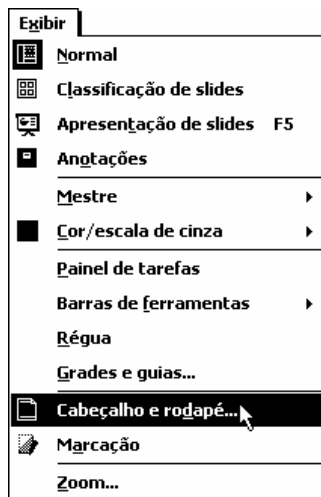 Exibir
Normal
Classificação de slides
Apresentação de slides F5
Anotações
Mestre
Cor/escala de cinza
Painel de tarefas
Barras de ferramentas
Régua
Grades e guias...
Cabeçalho e rodapé...
Marcação
Zoom...